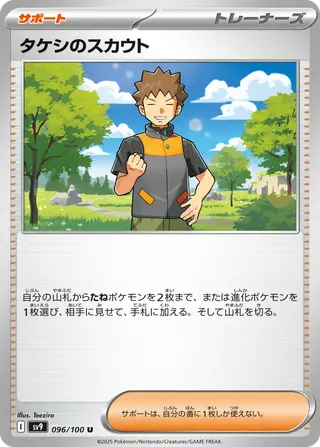 サポート
トレーナーズ
タケシのスカウト
自分の山札からたねポケモンを2枚まで、または進化ポケモンを
1枚選び、相手に見せて、手札に加える。そして山札を切る。
Illus. Teeziro
I sv9 096/100 U
サポートは、自分の番に1枚しか使えない。
©2025 Pokémon/Nintendo/Creatures/GAME FREAK.